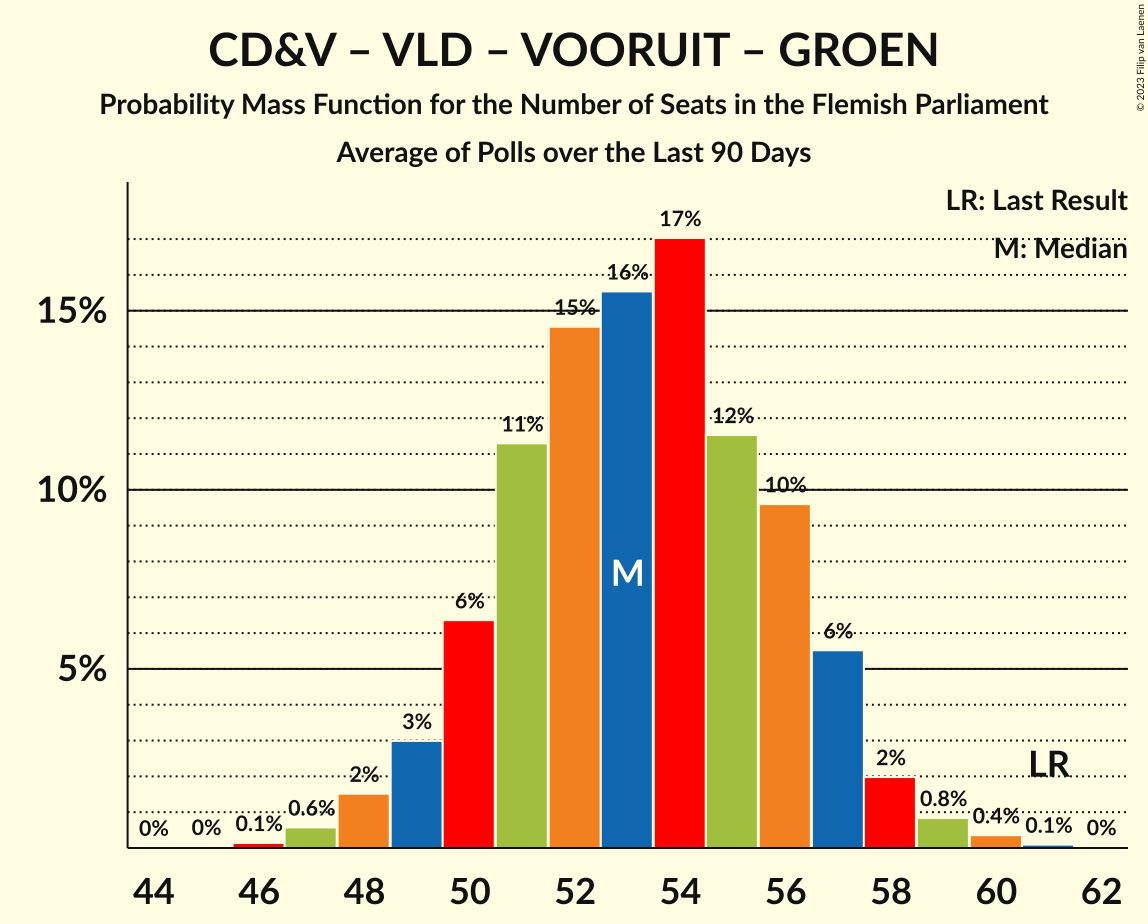 CD&V – VLD – VOORUIT – GROEN
Probability Mass Function for the Number of Seats in the Flemish Parliament
Average of Polls over the Last 90 Days
© 2023 Filip van Laenen
LR: Last Result
M: Median
15%
10%
5%
0%
0%
0.1%
0.6%
2%
3%
6%
11%
15%
16%
17%
12%
10%
6%
2%
0.8%
0.4%
0.1%
0%
M
LR
44 46 48 50 52 54 56 58 60 62